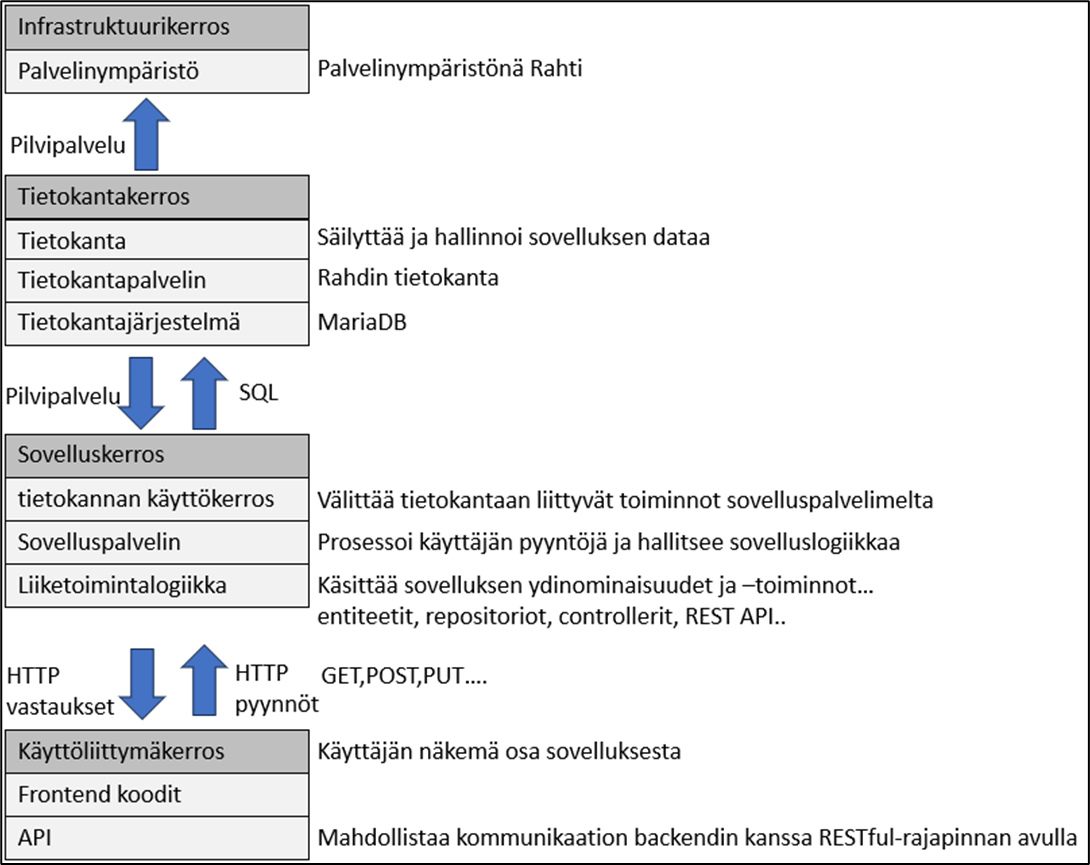 Infrastruktuurikerros
Palvelinympäristö
Palvelinympäristönä Rahti
Pilvipalvelu
Tietokantakerros
Tietokanta
Säilyttää ja hallinnoi sovelluksen dataa
Tietokantapalvelin
Rahdin tietokanta
Tietokantajärjestelmä
MariaDB
Pilvipalvelu
SQL
Sovelluskerros
tietokannan käyttökerros
Välittää tietokantaan liittyvät toiminnot sovelluspalvelimelta
Sovelluspalvelin
Prosessoi käyttäjän pyyntöjä ja hallitsee sovelluslogiikkaa
Liiketoimintalogiikka
Käsittää sovelluksen ydinominaisuudet ja –toiminnot...
entiteetit, repositoriot, controllerit, REST API..
HTTP
vastaukset
HTTP
pyynnöt
GET,POST,PUT....
Käyttöliittymäkerros
Käyttäjän näkemä osa sovelluksesta
Frontend koodit
API
Mahdollistaa kommunikaation backendin kanssa RESTful-rajapinnan avulla